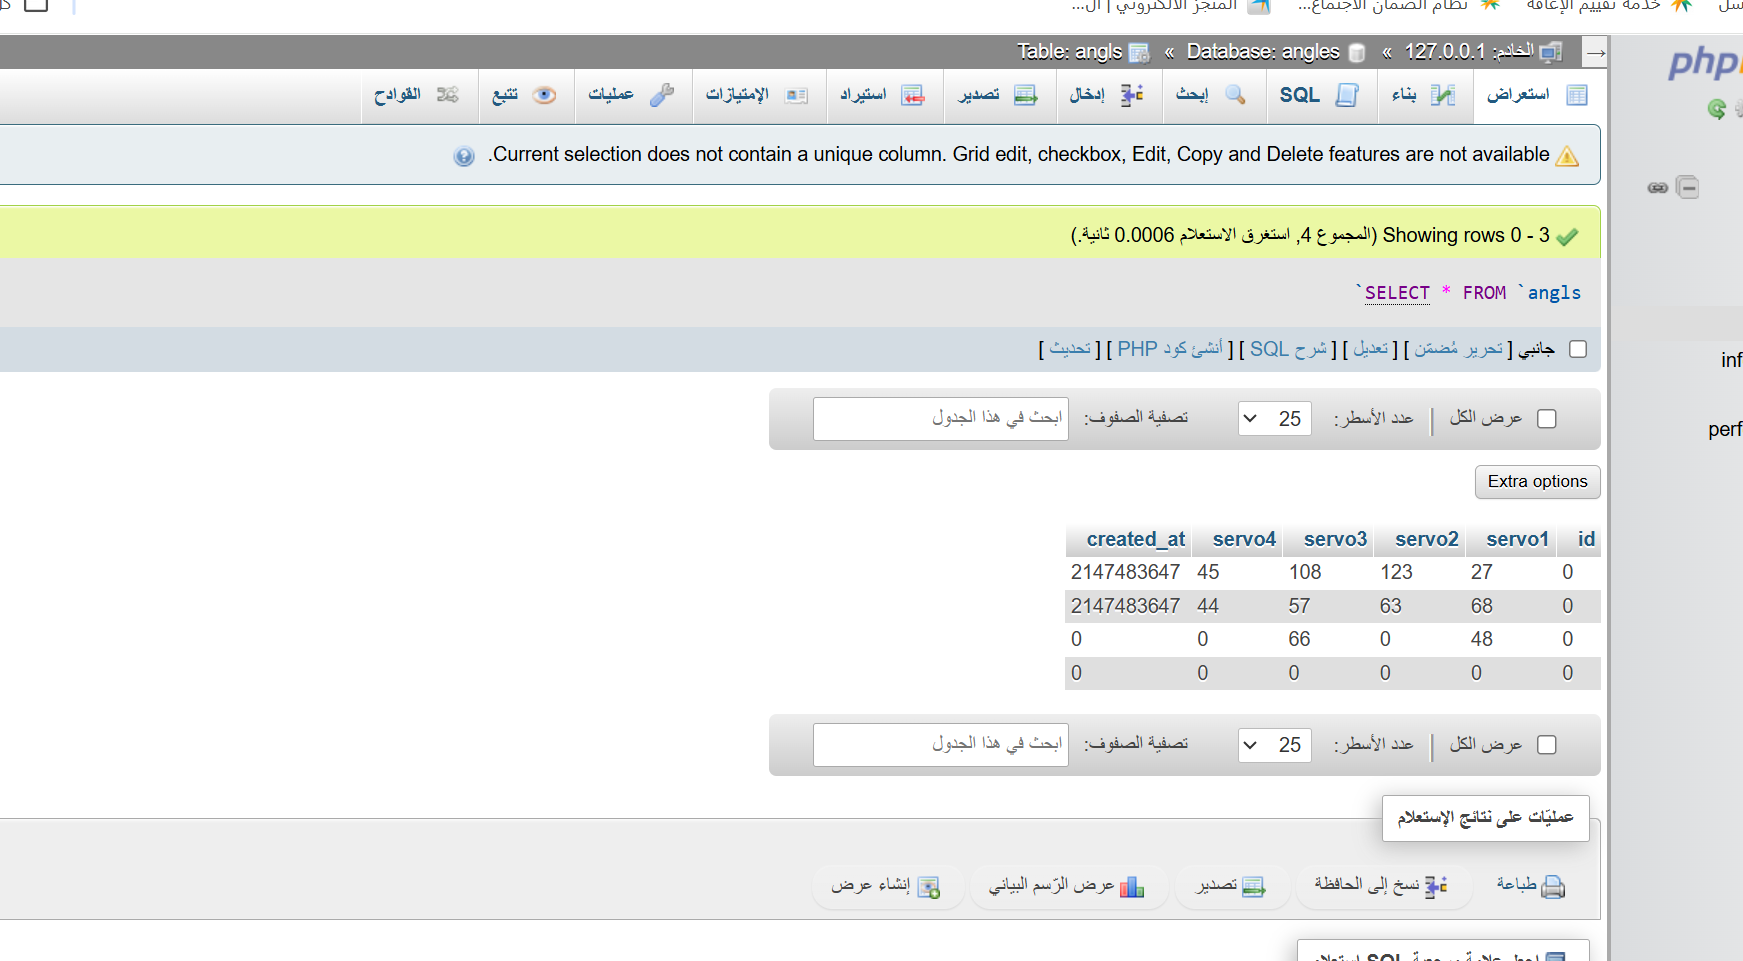 خدمة تقييم الإعاقة
نظام الضمان الاجتماع...
المتجر الالكتروني | ال...
php
الخادم: 127.0.0.1 » Database: angles » Table: angls
استعراض بناء SQL إبحث إدخال تصدير استيراد الإمتيازات عمليات تتبع القوادح
Current selection does not contain a unique column. Grid edit, checkbox, Edit, Copy and Delete features are not available.
Showing rows 0 - 3 (المجموع 4, استغرق الاستعلام 0.0006 ثانية.)
SELECT * FROM `angls`
جانبي [ تحرير مُضمّن ] [ تعديل ] [ شرح SQL ] [ أنشئ كود PHP ] [ تحديث ]
inf
عرض الكل | عدد الأسطر: 25 تصفية الصفوف: ابحث في هذا الجدول
perf
Extra options
id servo1 servo2 servo3 servo4 created_at
0 27 123 108 45 2147483647
0 68 63 57 44 2147483647
0 48 0 66 0 0
0 0 0 0 0 0
عرض الكل | عدد الأسطر: 25 تصفية الصفوف: ابحث في هذا الجدول
عمليّات على نتائج الإستعلام
طباعة نسخ إلى الحافظة تصدير عرض الرّسم البياني إنشاء عرض